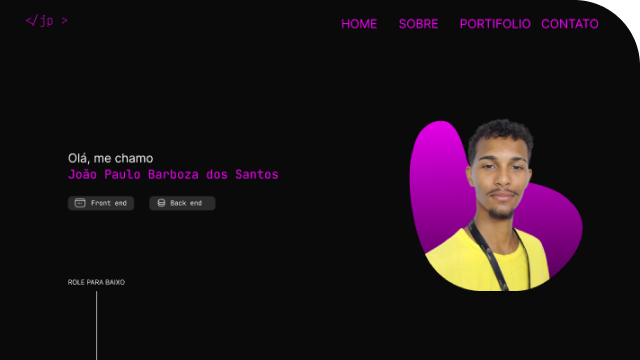 </jp >
HOME SOBRE PORTIFOLIO CONTATO
Olá, me chamo
João Paulo Barboza dos Santos
Front end Back end
ROLE PARA BAIXO